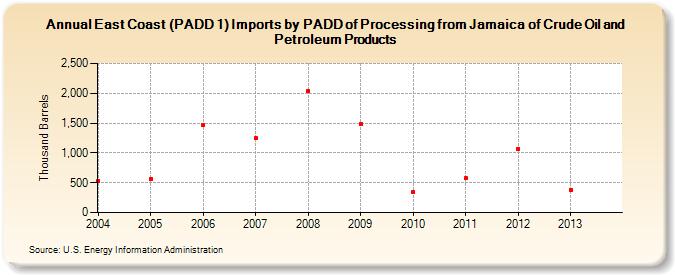 Annual East Coast (PADD 1) Imports by PADD of Processing from Jamaica of Crude Oil and
Petroleum Products
Thousand Barrels
2,500
2,000
1,500
1,000
500
0
2004 2005 2006 2007 2008 2009 2010 2011 2012 2013
Source: U.S. Energy Information Administration